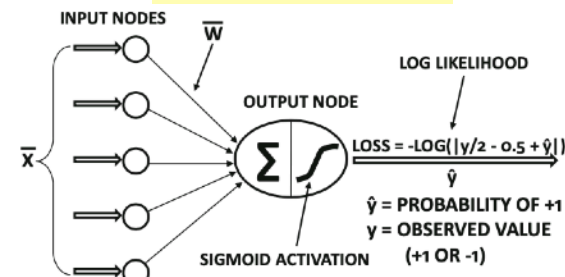 INPUT NODES
W
LOG LIKELIHOOD
OUTPUT NODE
X
Σ
LOSS = -LOG(|y/2 - 0.5 + ŷ|)
ŷ
ŷ = PROBABILITY OF +1
y = OBSERVED VALUE
(+1 OR -1)
SIGMOID ACTIVATION